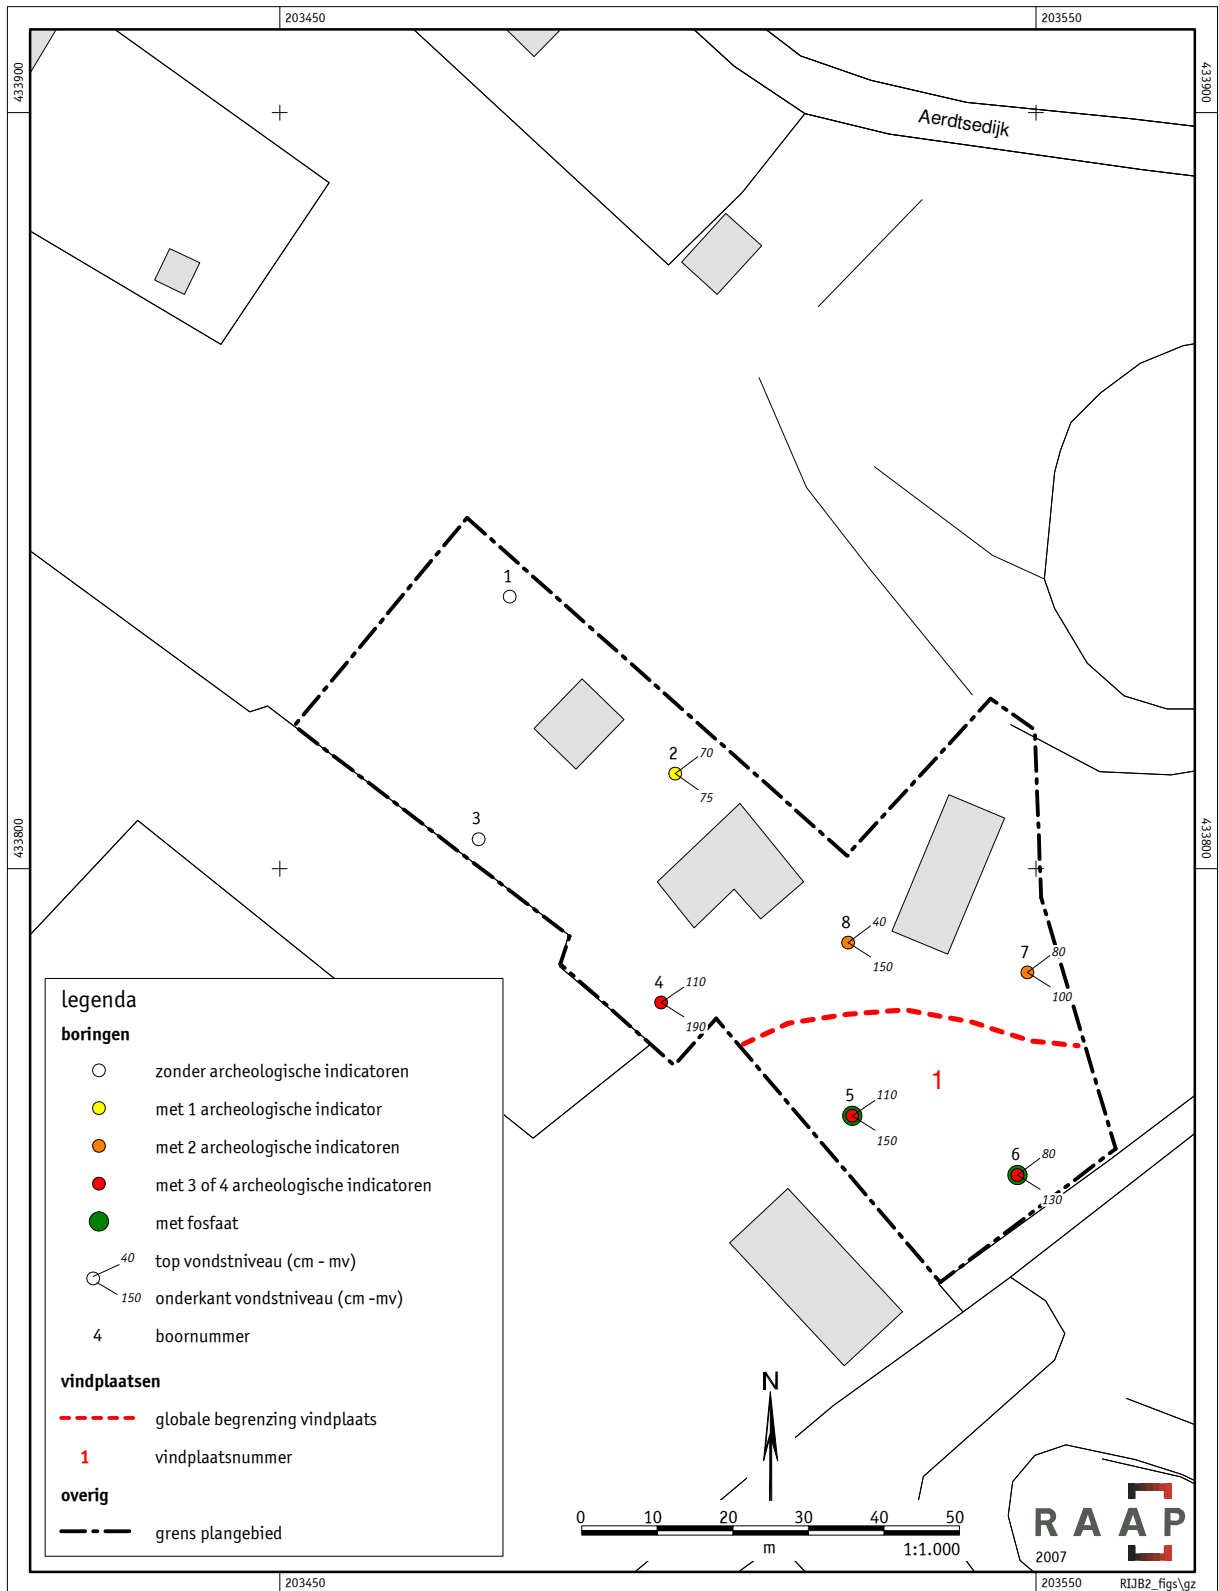 203450 203550
433900 433900
Aerdtsedijk
1
2 70
75
3
433800 433800
8 40
150
7 80
100
4 110
190
1
5 110
150
6 80
130
legenda
boringen
zonder archeologische indicatoren
met 1 archeologische indicator
met 2 archeologische indicatoren
met 3 of 4 archeologische indicatoren
met fosfaat
40 top vondstniveau (cm - mv)
150 onderkant vondstniveau (cm -mv)
4 boornummer
vindplaatsen
globale begrenzing vindplaats
1 vindplaatsnummer
overig
grens plangebied
N
0 10 20 30 40 50
m 1:1.000
RAAP
2007
203450 203550
RIJB2_figs\gz